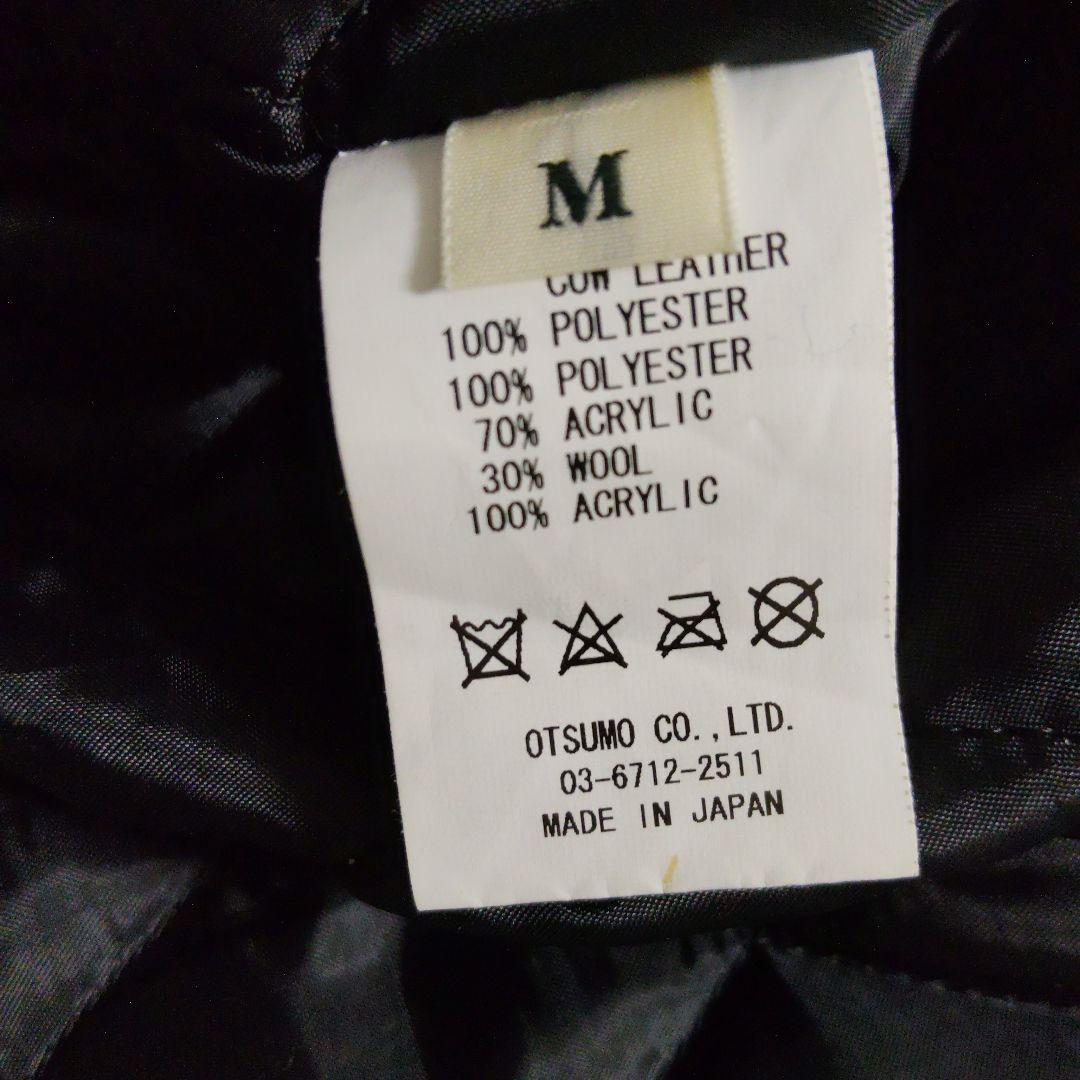 M
COW LEATHER
100% POLYESTER
100% POLYESTER
70% ACRYLIC
30% WOOL
100% ACRYLIC
OTSUMO CO.,LTD.
03-6712-2511
MADE IN JAPAN